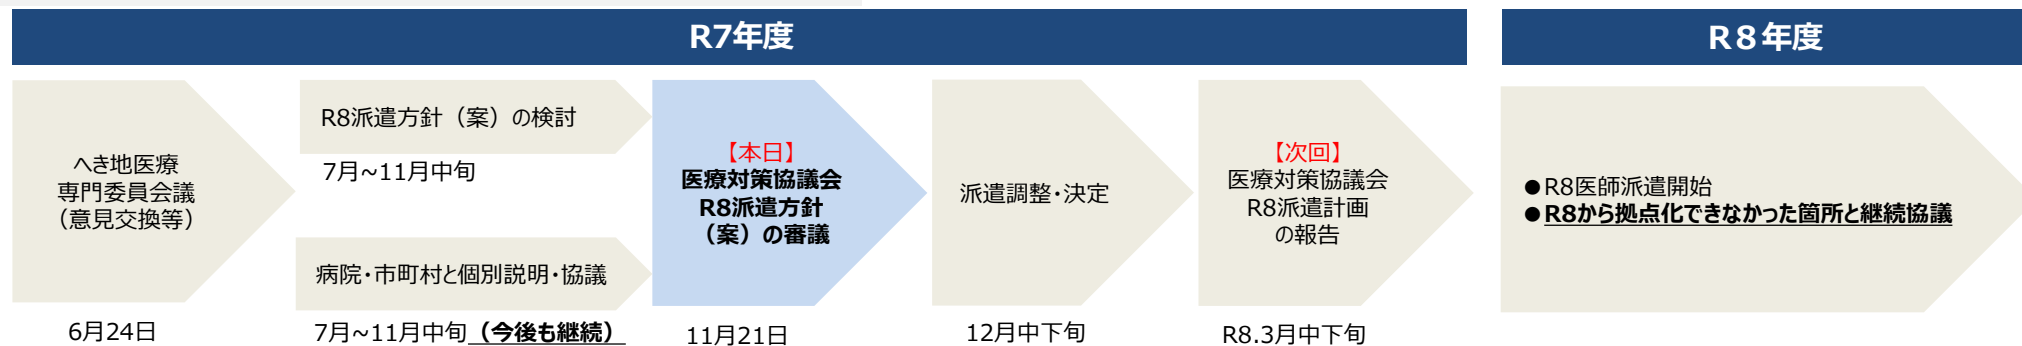 R7年度
R８年度
へき地医療
専門委員会議
（意見交換等）
6月24日
R8派遣方針（案）の検討
7月~11月中旬
病院・市町村と個別説明・協議
7月~11月中旬（今後も継続）
【本日】
医療対策協議会
R8派遣方針
（案）の審議
11月21日
派遣調整・決定
12月中下旬
【次回】
医療対策協議会
R8派遣計画
の報告
R8.3月中下旬
●R8医師派遣開始
●R8から拠点化できなかった箇所と継続協議